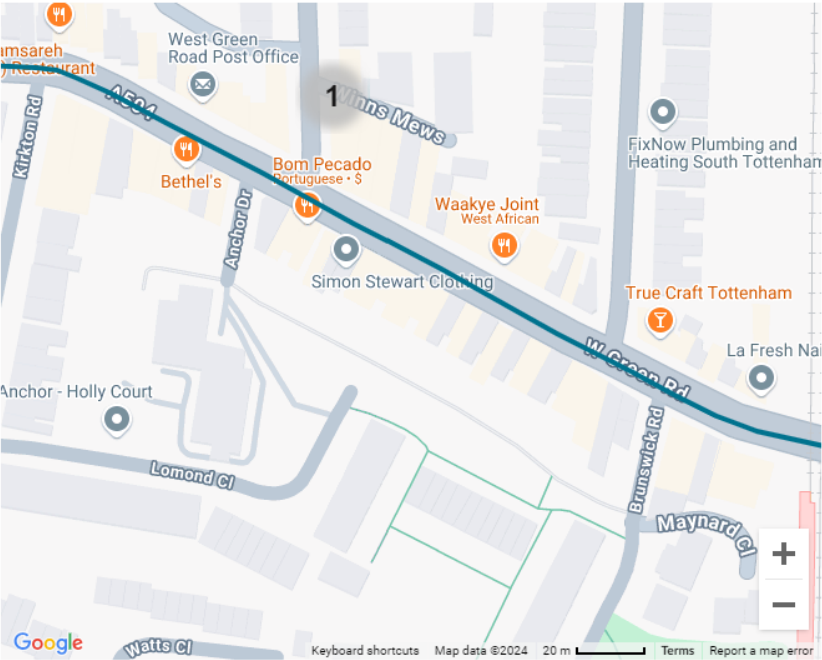 West Green
Road Post Office
amsareh
) Restaurant
A504
1
Winns Mews
Kirkton Rd
Bethel's
Bom Pecado
Portuguese • $
FixNow Plumbing and
Heating South Tottenham
Waakye Joint
West African
Anchor Dr
Simon Stewart Clothing
True Craft Tottenham
W Green Rd
La Fresh Nai
Anchor - Holly Court
Brunswick Rd
Lomond Cl
Maynard Cl
+
−
Watts Cl
Google
Keyboard shortcuts
Map data ©2024
20 m
Terms
Report a map error